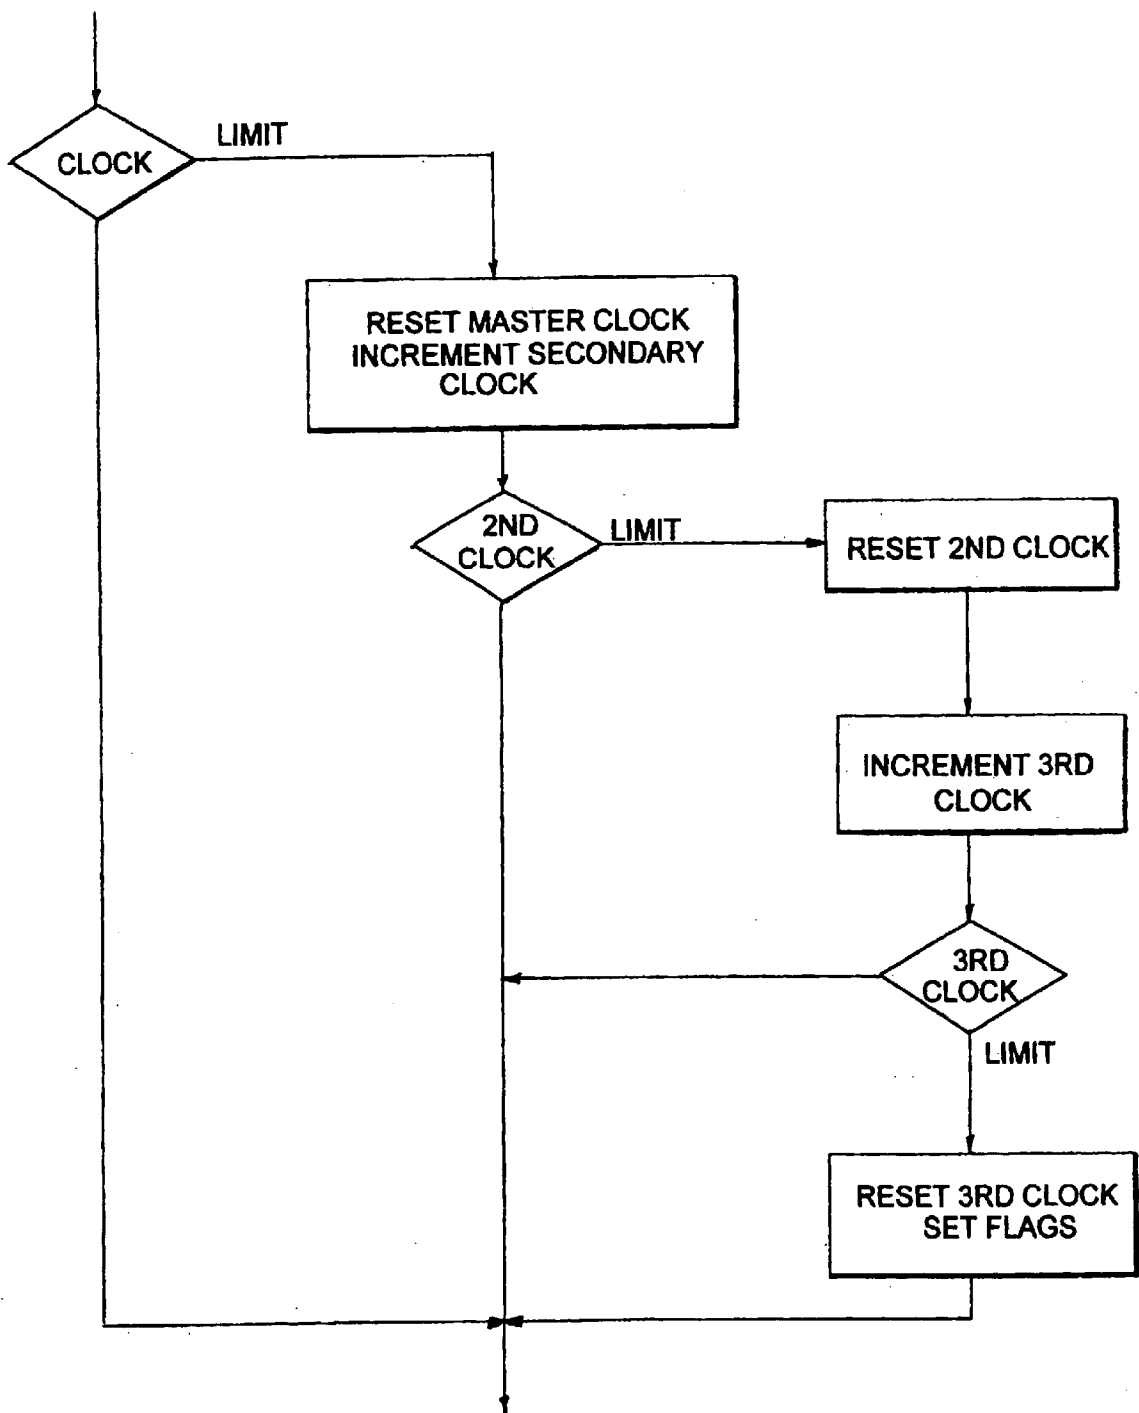 LIMIT
CLOCK
RESET MASTER CLOCK
INCREMENT SECONDARY
CLOCK
2ND
CLOCK
LIMIT
RESET 2ND CLOCK
INCREMENT 3RD
CLOCK
3RD
CLOCK
LIMIT
RESET 3RD CLOCK
SET FLAGS